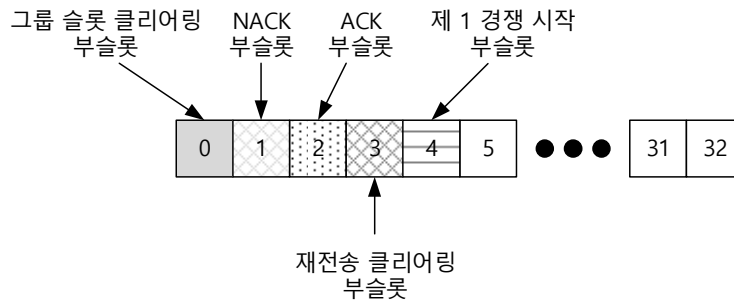 그룹 슬롯 클리어링
부슬롯
NACK
부슬롯
ACK
부슬롯
제 1 경쟁 시작
부슬롯
0 1 2 3 4 5 31 32
재전송 클리어링
부슬롯